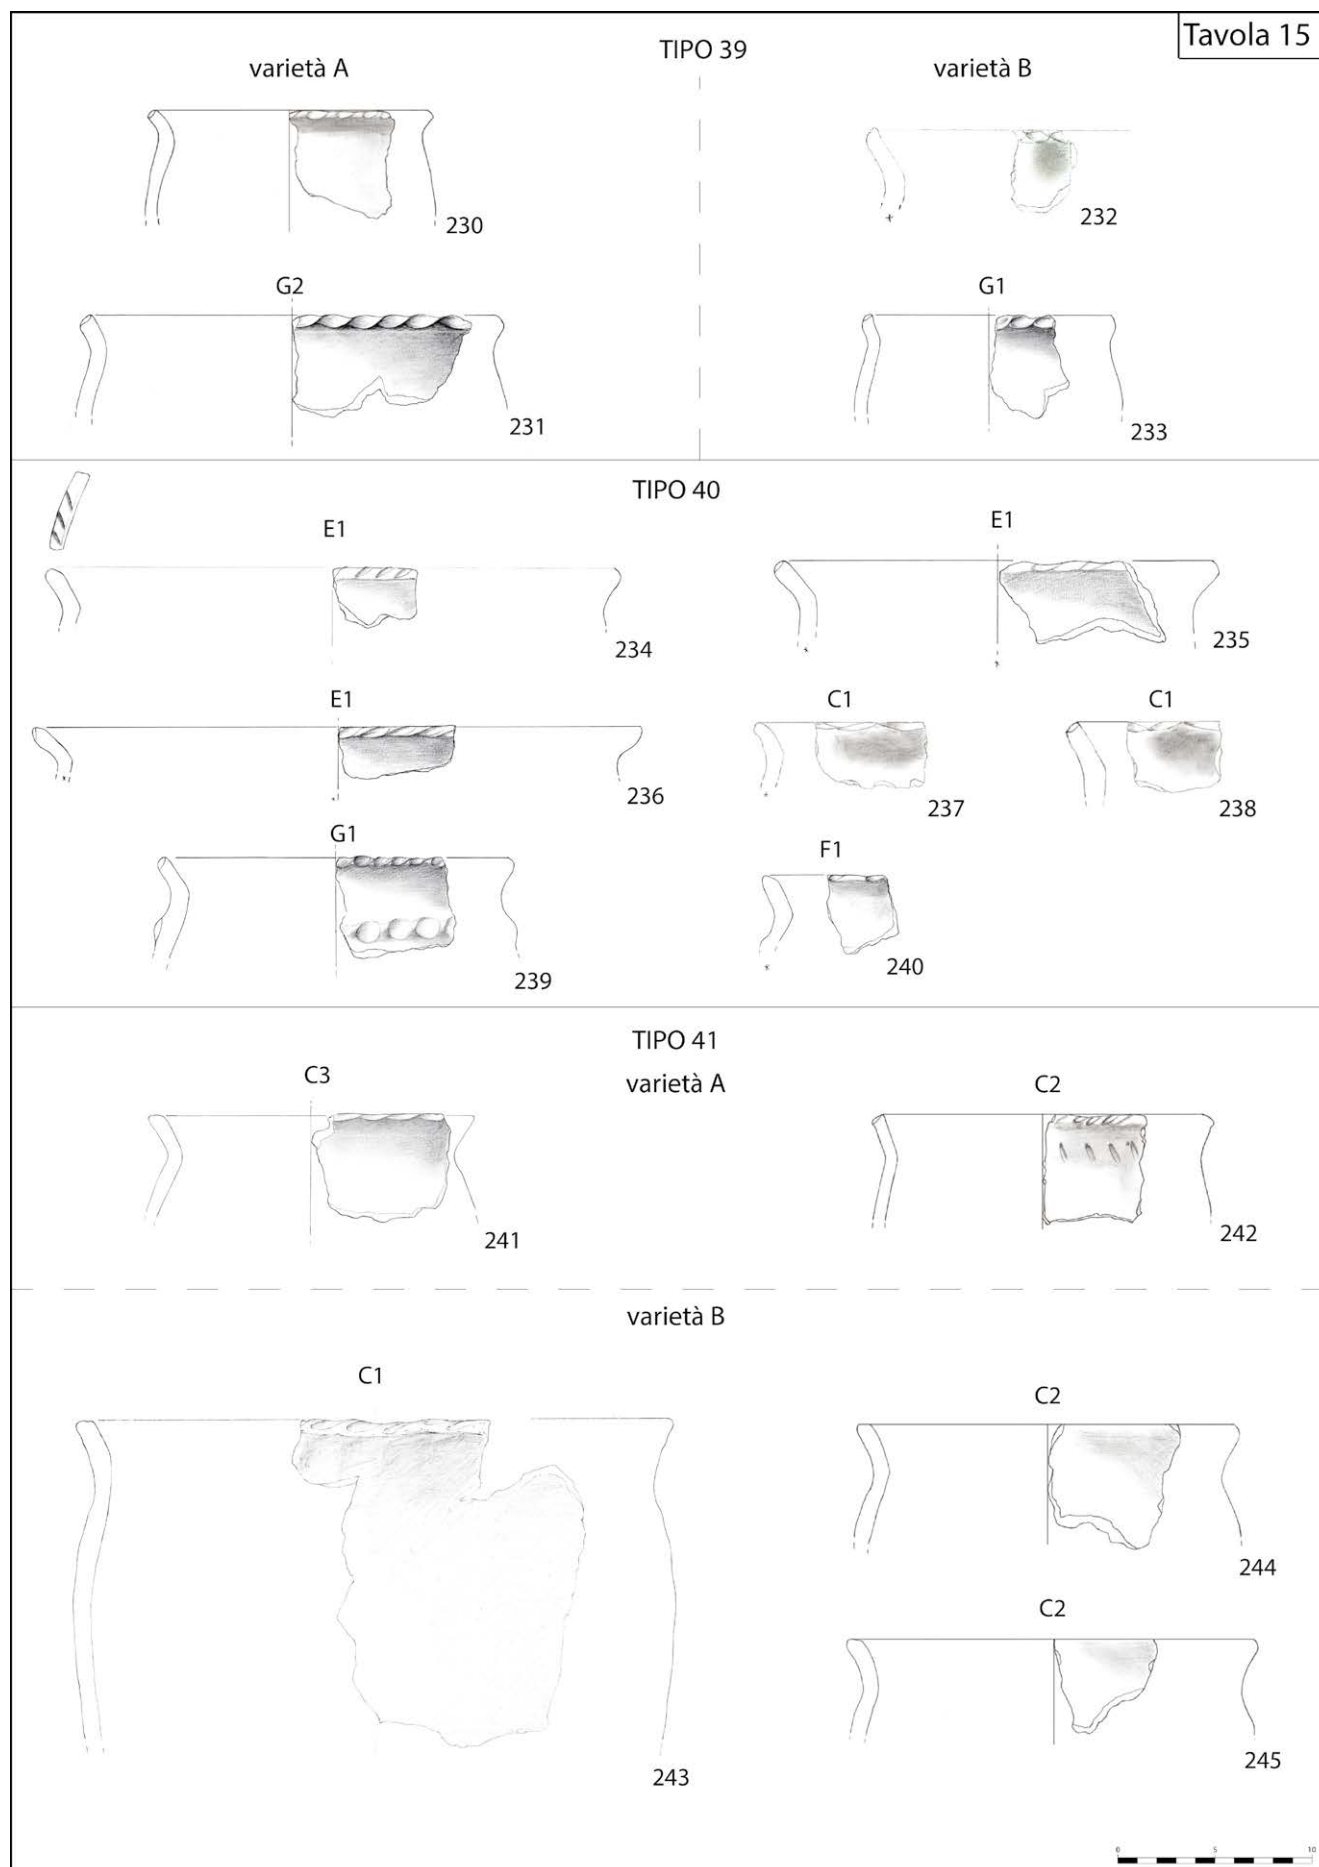 Tavola 15
TIPO 39
varietà A
varietà B
230
232
G2
G1
231
233
TIPO 40
E1
E1
234
235
E1
C1
C1
236
237
238
G1
F1
239
240
TIPO 41
varietà A
C3
C2
241
242
varietà B
C1
C2
244
C2
243
245
0 5 10